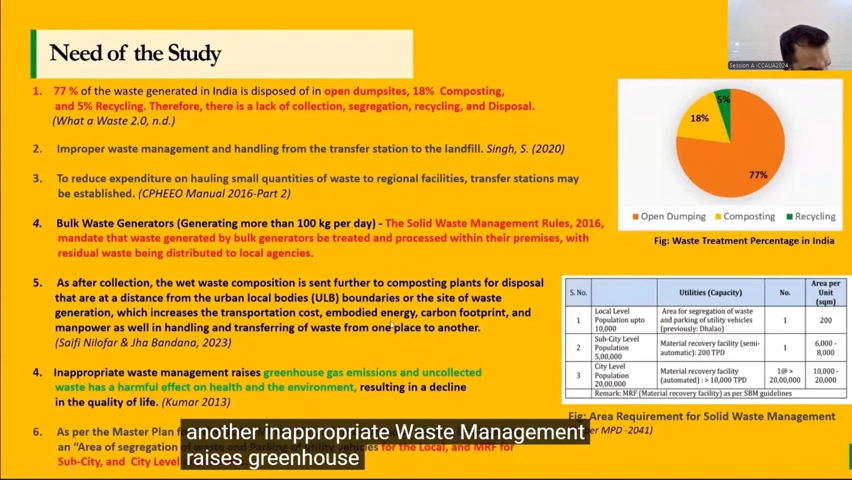 Need of the Study
Session A ICCAUA2024
1. 77 % of the waste generated in India is disposed of in open dumpsites, 18% Composting,
and 5% Recycling. Therefore, there is a lack of collection, segregation, recycling, and Disposal.
(What a Waste 2.0, n.d.)
2. Improper waste management and handling from the transfer station to the landfill. Singh, S. (2020)
3. To reduce expenditure on hauling small quantities of waste to regional facilities, transfer stations may
be established. (CPHEEO Manual 2016-Part 2)
4. Bulk Waste Generators (Generating more than 100 kg per day) - The Solid Waste Management Rules, 2016,
mandate that waste generated by bulk generators be treated and processed within their premises, with
residual waste being distributed to local agencies.
5. As after collection, the wet waste composition is sent further to composting plants for disposal
that are at a distance from the urban local bodies (ULB) boundaries or the site of waste
generation, which increases the transportation cost, embodied energy, carbon footprint, and
manpower as well in handling and transferring of waste from one place to another.
(Saifi Nilofar & Jha Bandana, 2023)
4. Inappropriate waste management raises greenhouse gas emissions and uncollected
waste has a harmful effect on health and the environment, resulting in a decline
in the quality of life. (Kumar 2013)
6. As per the Master Plan
an "Area of segregation of waste and Parking of utility vehicles for the Local, and MRF for
Sub-City, and City Level
another inappropriate Waste Management
raises greenhouse
5%
18%
77%
Open Dumping Composting Recycling
Fig: Waste Treatment Percentage in India
S. No. Utilities (Capacity) No. Area per Unit (sqm)
1 Local Level Population upto 10,000 Area for segregation of waste and parking of utility vehicles (previously: Dhalao) 1 200
2 Sub-City Level Population 5,00,000 Material recovery facility (semi-automatic): 200 TPD 1 6,000 - 8,000
3 City Level Population 20,00,000 Material recovery facility (automated) : > 10,000 TPD 1@ > 20,00,000 10,000 - 20,000
Remark: MRF (Material recovery facility) as per SBM guidelines
Fig: Area Requirement for Solid Waste Management
MPD -2041)